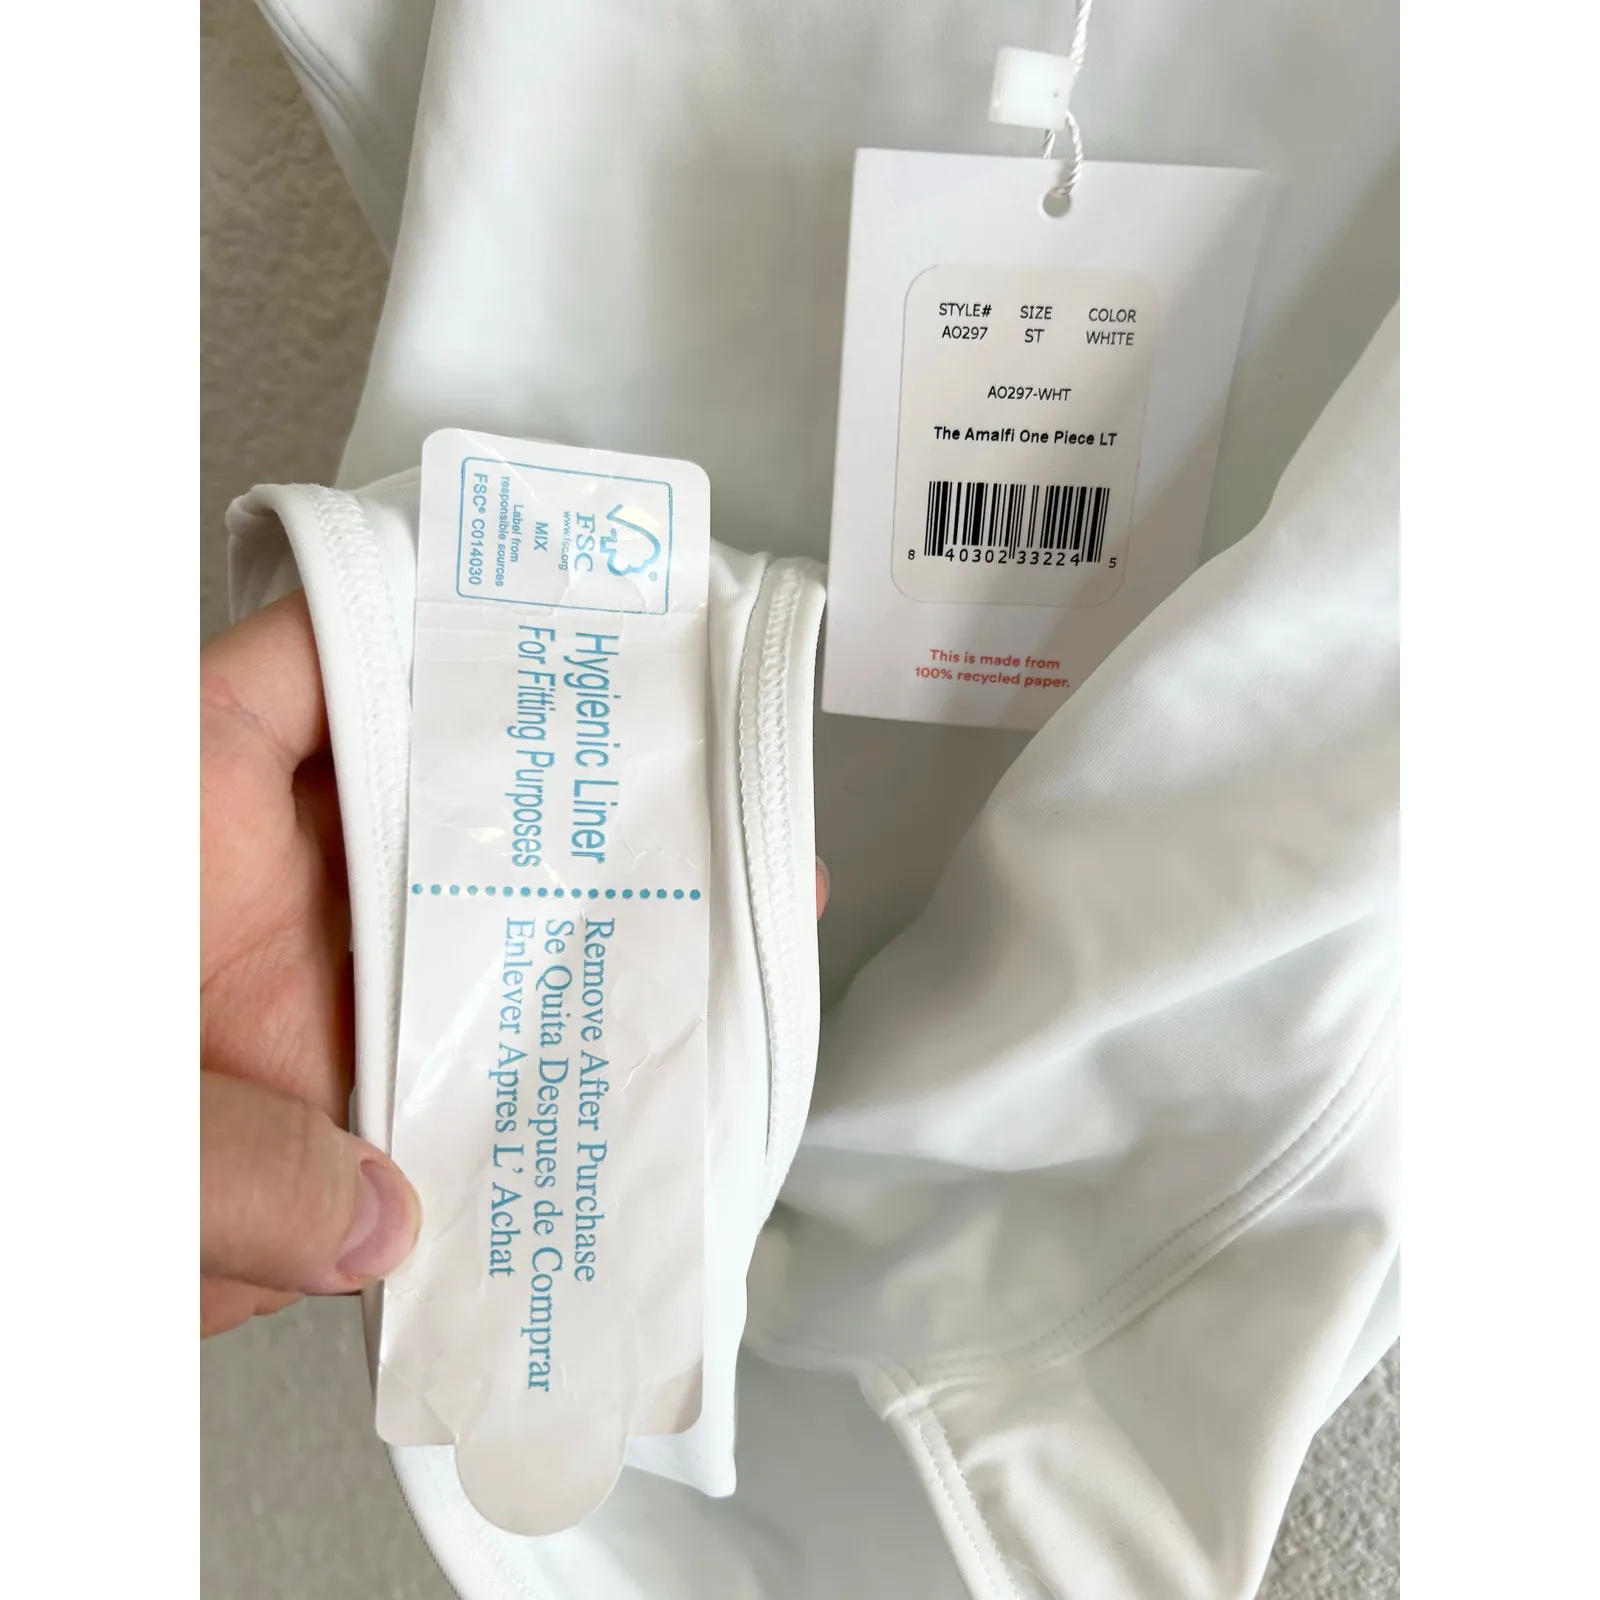 STYLE# SIZE COLOR
AO297 ST WHITE
AO297-WHT
The Amalfi One Piece LT
8 40302 33224 5
This is made from
100% recycled paper.
®
FSC
www.fsc.org
MIX
Label from
responsible sources
FSC® C014030
Hygienic Liner
For Fitting Purposes
Remove After Purchase
Se Quita Despues de Comprar
Enlever Apres L' Achat